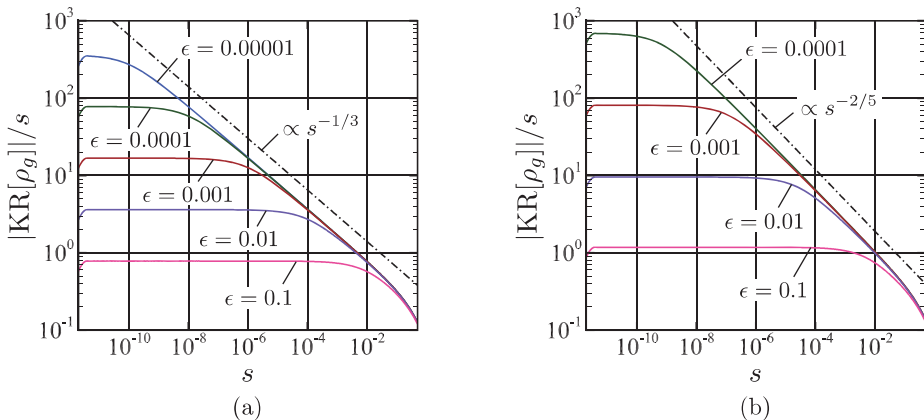 10^3
10^2
10^1
10^0
10^-1
|KR[ρ_g]|/s
ϵ = 0.00001
∝ s^{-1/3}
ϵ = 0.0001
ϵ = 0.001
ϵ = 0.01
ϵ = 0.1
10^-10 10^-8 10^-6 10^-4 10^-2
s
(a)
10^3
10^2
10^1
10^0
10^-1
|KR[ρ_g]|/s
ϵ = 0.0001
∝ s^{-2/5}
ϵ = 0.001
ϵ = 0.01
ϵ = 0.1
10^-10 10^-8 10^-6 10^-4 10^-2
s
(b)